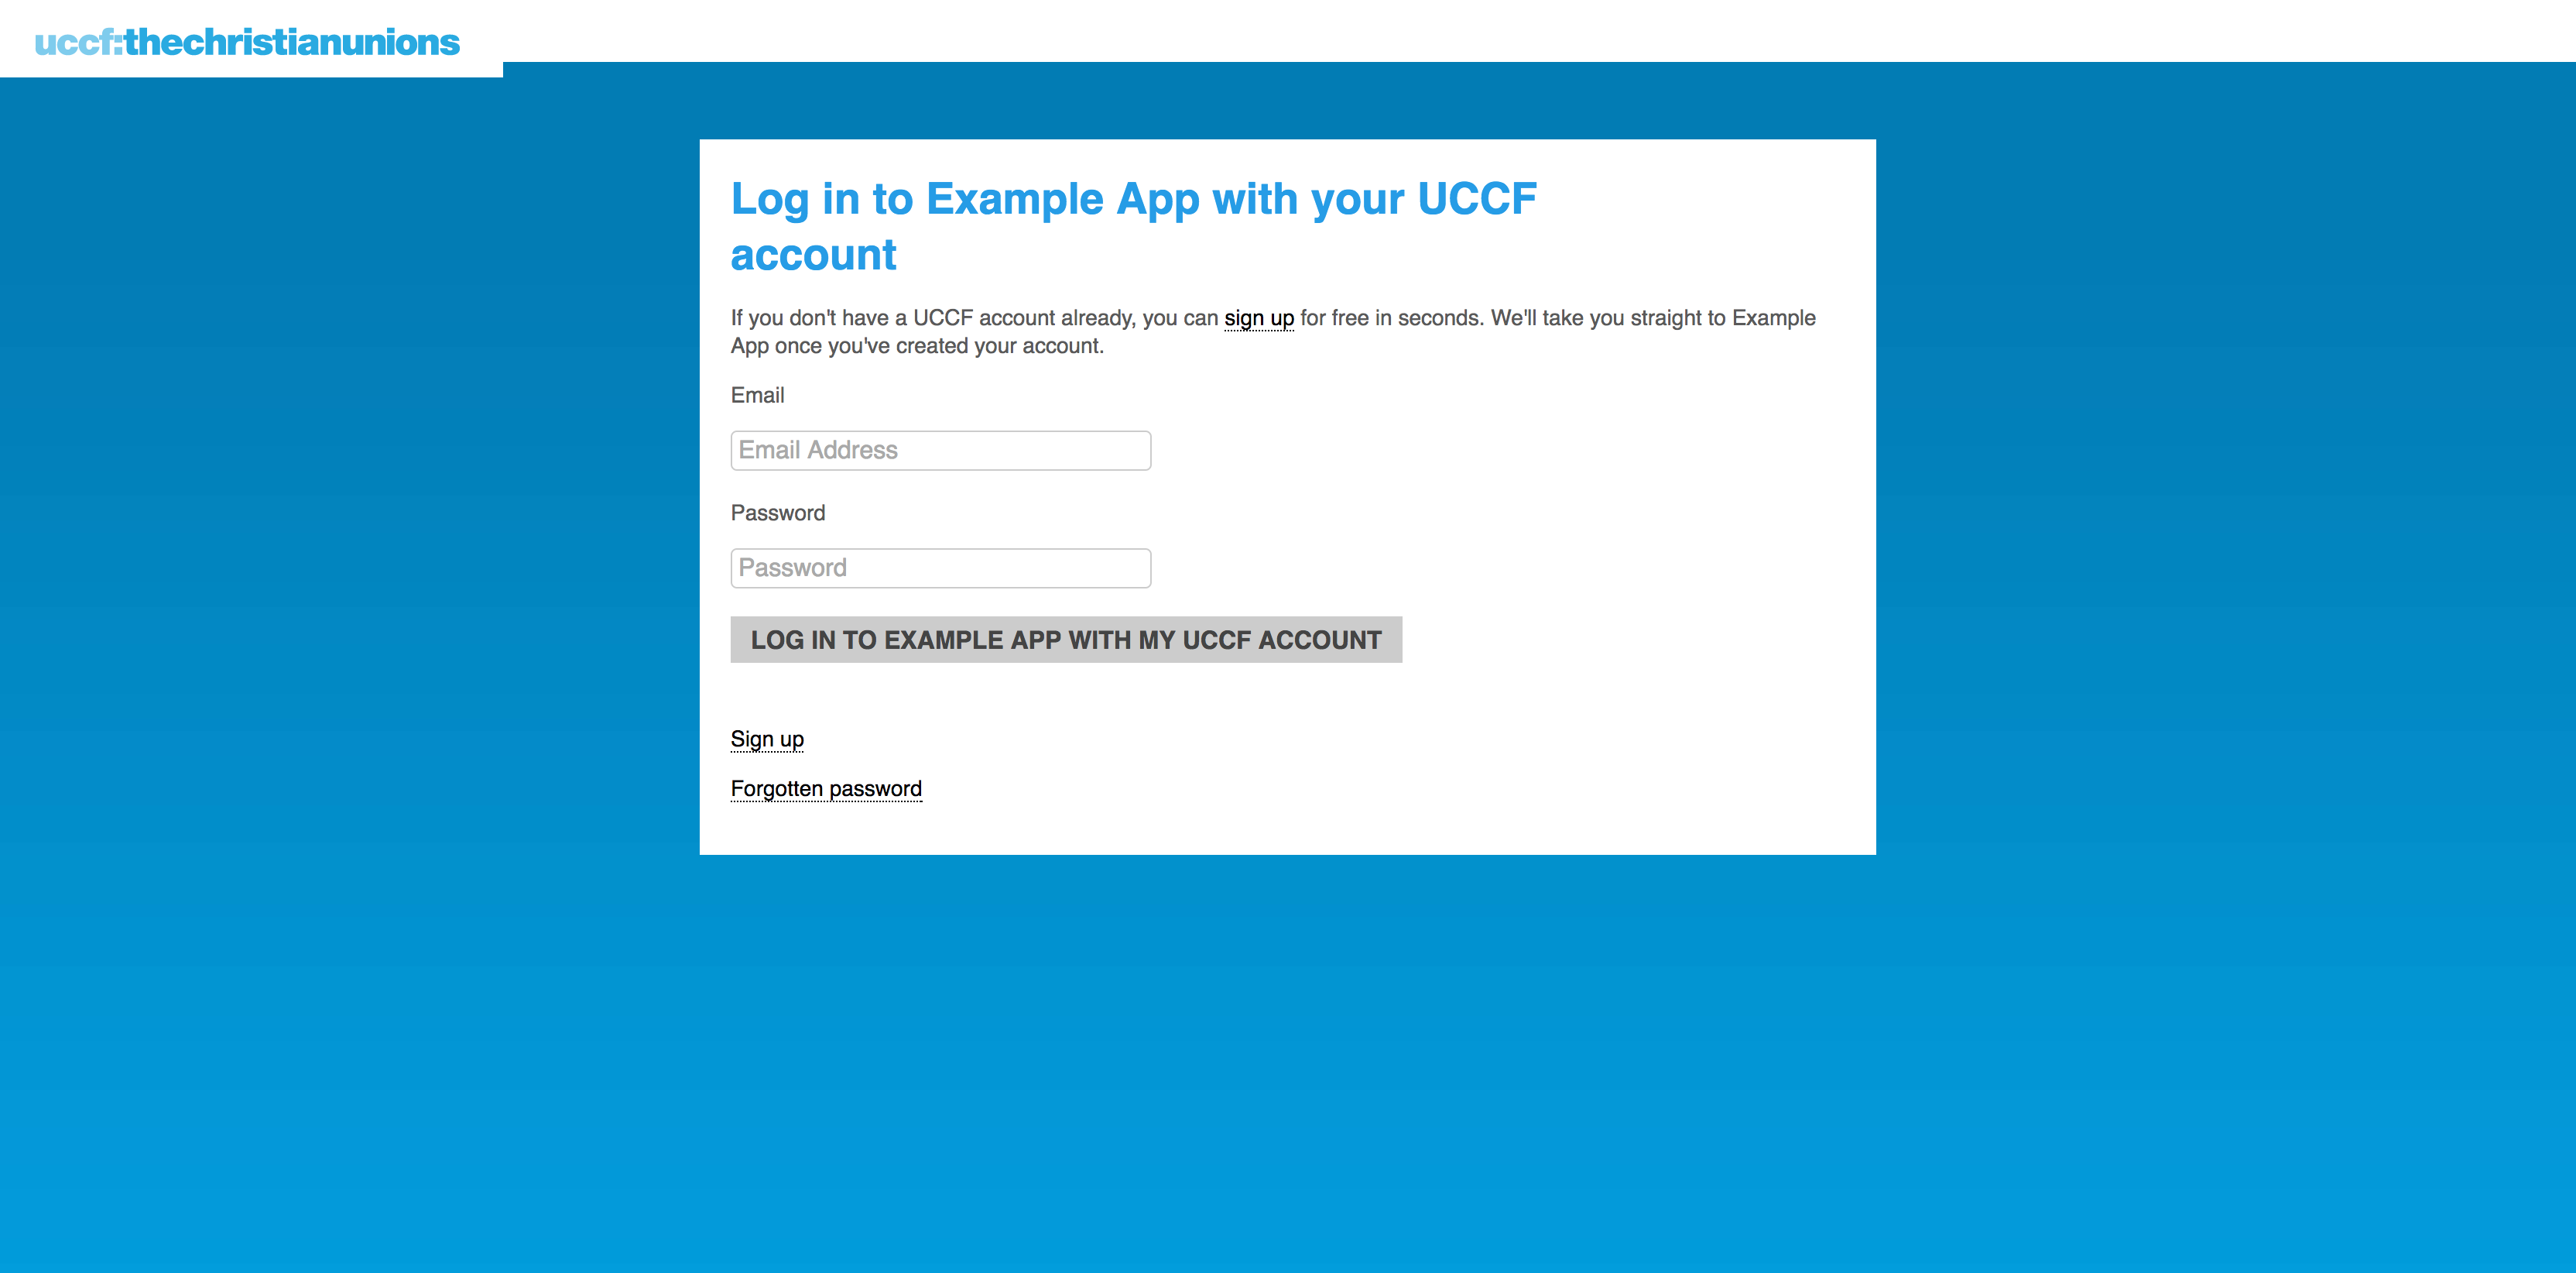 uccf:thechristianunions
Log in to Example App with your UCCF
account
If you don't have a UCCF account already, you can sign up for free in seconds. We'll take you straight to Example
App once you've created your account.
Email
Email Address
Password
Password
LOG IN TO EXAMPLE APP WITH MY UCCF ACCOUNT
Sign up
Forgotten password